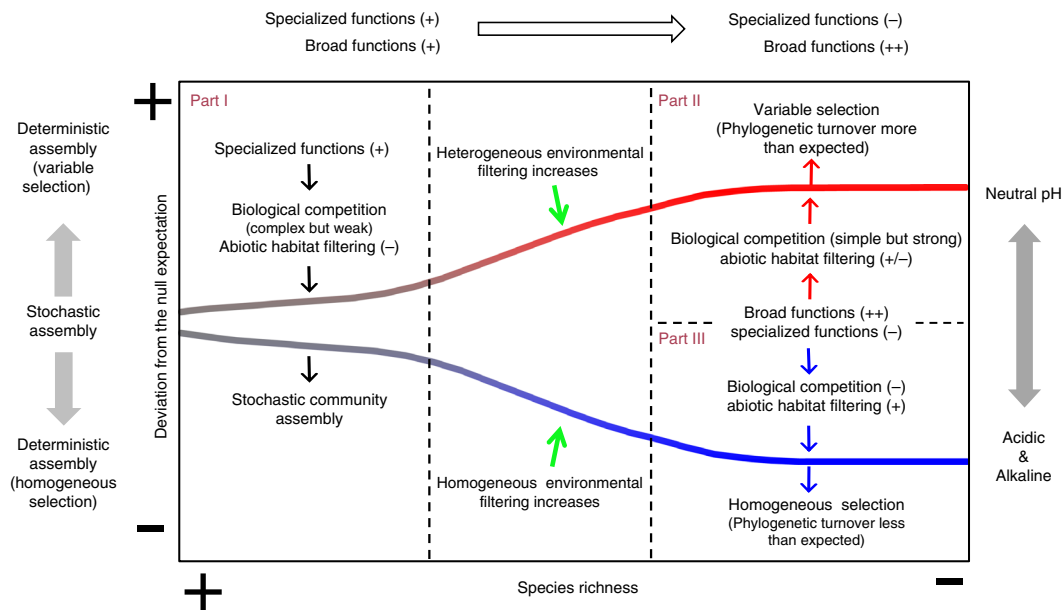 Specialized functions (+)
Broad functions (+)
Specialized functions (–)
Broad functions (++)
+
Deterministic
assembly
(variable
selection)
Stochastic
assembly
Deterministic
assembly
(homogeneous
selection)
–
Deviation from the null expectation
Part I
Specialized functions (+)
Biological competition
(complex but weak)
Abiotic habitat filtering (–)
Stochastic community
assembly
Heterogeneous environmental
filtering increases
Homogeneous environmental
filtering increases
Part II
Variable selection
(Phylogenetic turnover more
than expected)
Biological competition (simple but strong)
abiotic habitat filtering (+/–)
Broad functions (++)
specialized functions (–)
Part III
Biological competition (–)
abiotic habitat filtering (+)
Homogeneous selection
(Phylogenetic turnover less
than expected)
Neutral pH
Acidic
&
Alkaline
+
Species richness
–